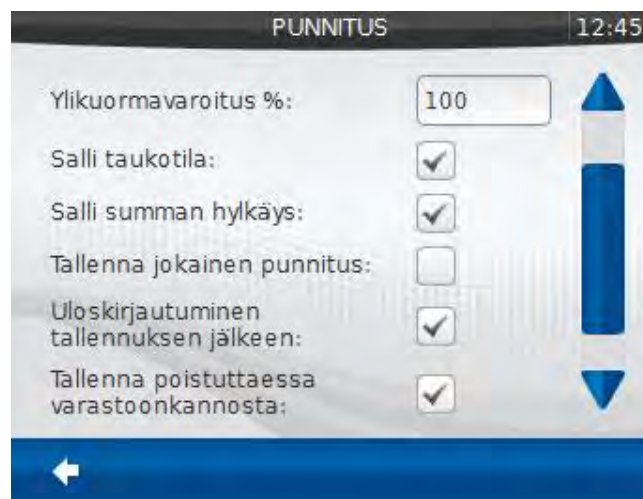 PUNNITUS 12:45
Ylikuormavaroitus %: 100
Salli taukotila:
Salli summan hylkäys:
Tallenna jokainen punnitus:
Uloskirjautuminen
tallennuksen jälkeen:
Tallenna poistuttaessa
varastoonkannosta: